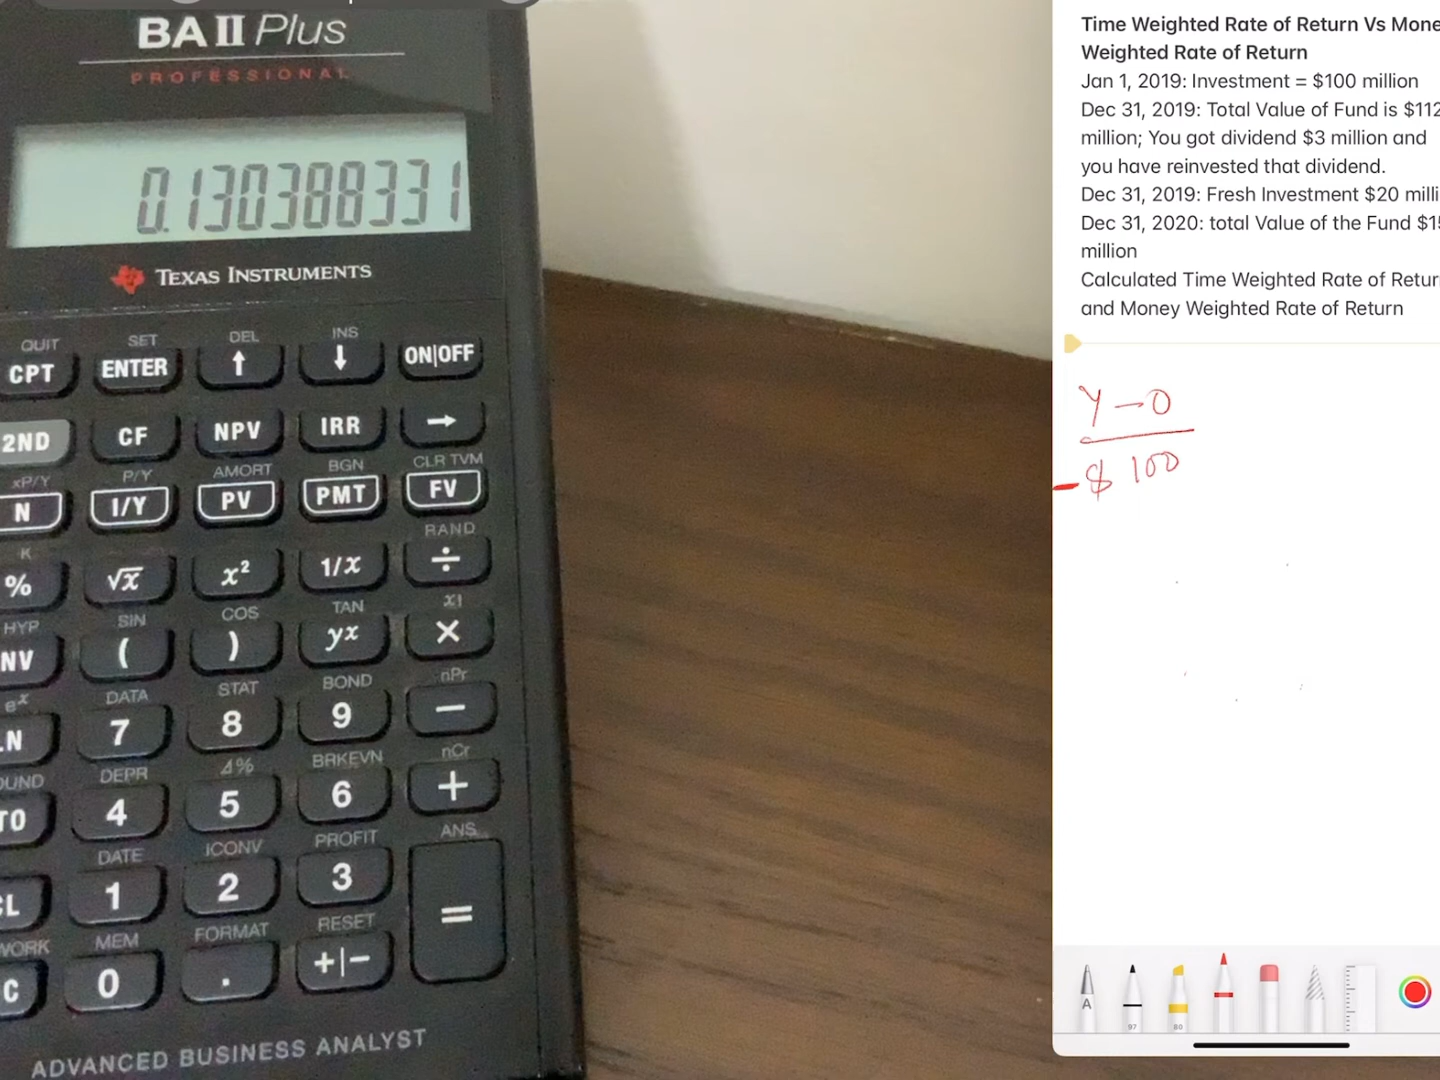 BA II Plus
PROFESSIONAL
0.130388331
TEXAS INSTRUMENTS
QUIT SET DEL INS
CPT ENTER ↑ ↓ ON|OFF
2ND CF NPV IRR →
xP/Y P/Y AMORT BGN CLR TVM
N I/Y PV PMT FV
K RAND
% √x x² 1/x ÷
HYP SIN COS TAN x!
NV ( ) yx ×
eˣ DATA STAT BOND nPr
.N 7 8 9 −
OUND DEPR Δ% BRKEVN nCr
TO 4 5 6 +
DATE ICONV PROFIT ANS
CL 1 2 3 =
WORK MEM FORMAT RESET
C 0 . +|−
ADVANCED BUSINESS ANALYST
Time Weighted Rate of Return Vs Mone
Weighted Rate of Return
Jan 1, 2019: Investment = $100 million
Dec 31, 2019: Total Value of Fund is $112
million; You got dividend $3 million and
you have reinvested that dividend.
Dec 31, 2019: Fresh Investment $20 milli
Dec 31, 2020: total Value of the Fund $1
million
Calculated Time Weighted Rate of Retur
and Money Weighted Rate of Return
Y-0
-$ 100
A
97
80